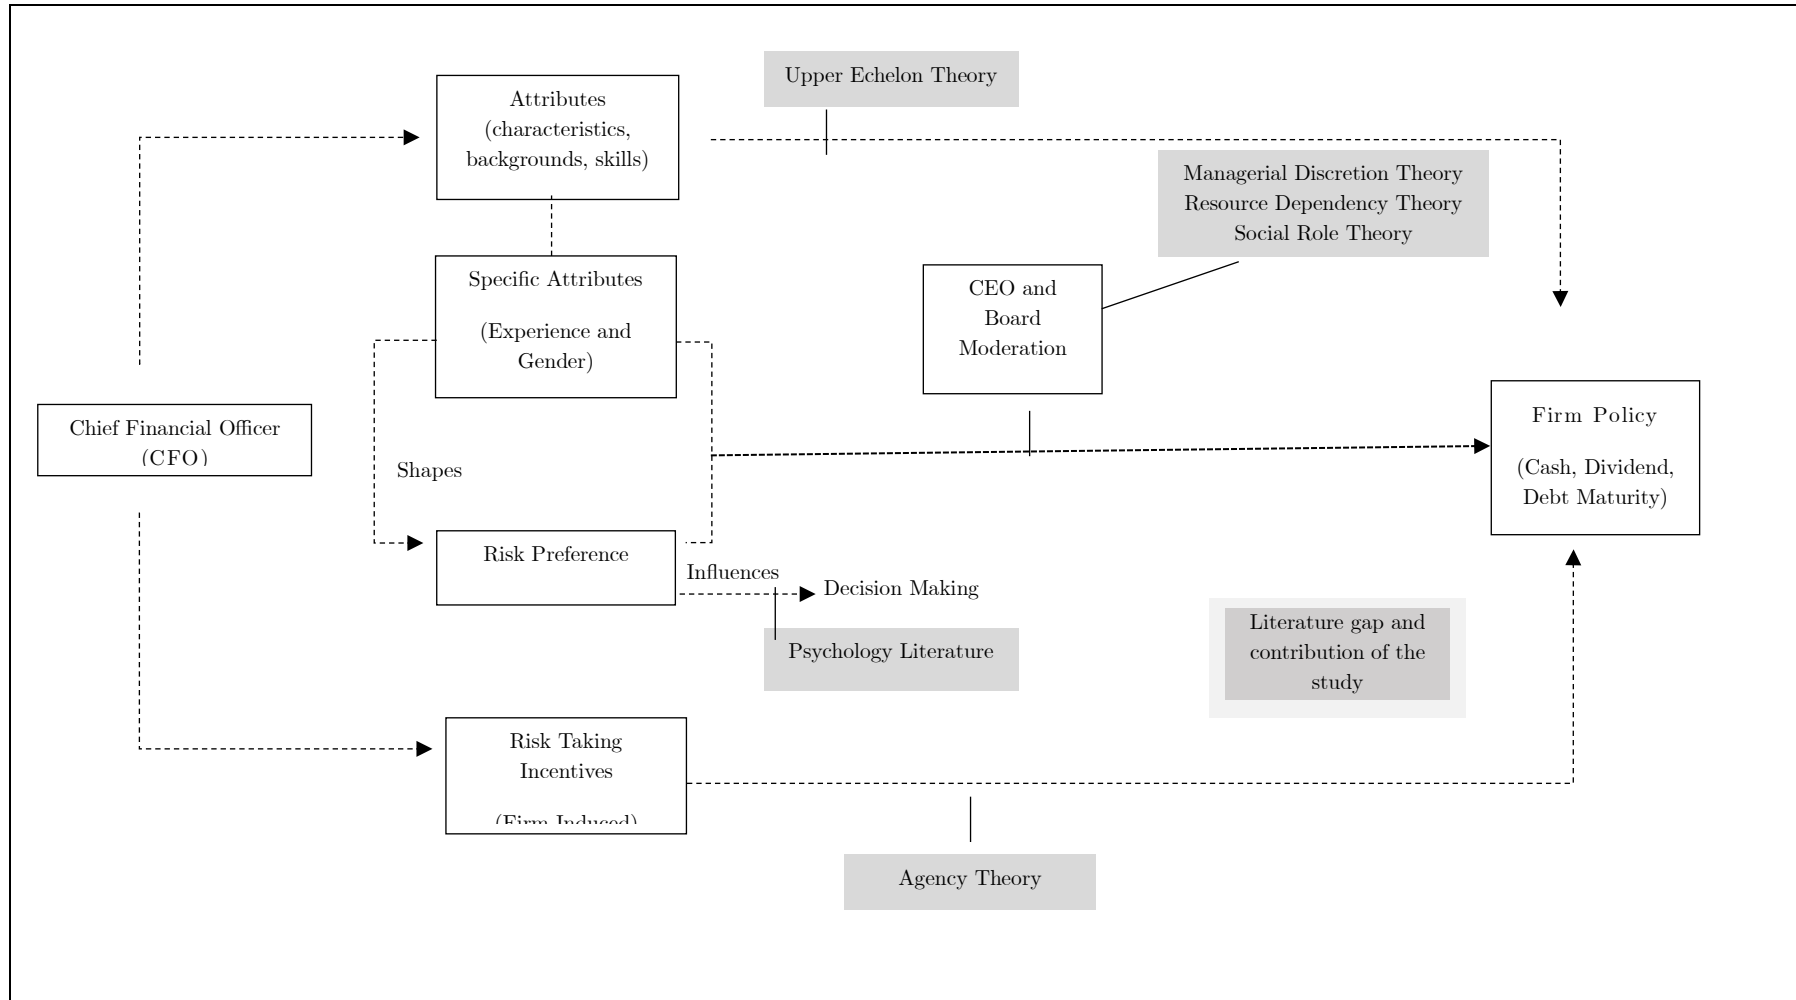 Upper Echelon Theory
Attributes
(characteristics,
backgrounds, skills)
Managerial Discretion Theory
Resource Dependency Theory
Social Role Theory
Specific Attributes
(Experience and
Gender)
CEO and
Board
Moderation
Chief Financial Officer
(CFO)
Firm Policy
(Cash, Dividend,
Debt Maturity)
Shapes
Risk Preference
Influences
Decision Making
Psychology Literature
Literature gap and
contribution of the
study
Risk Taking
Incentives
(Firm Induced)
Agency Theory